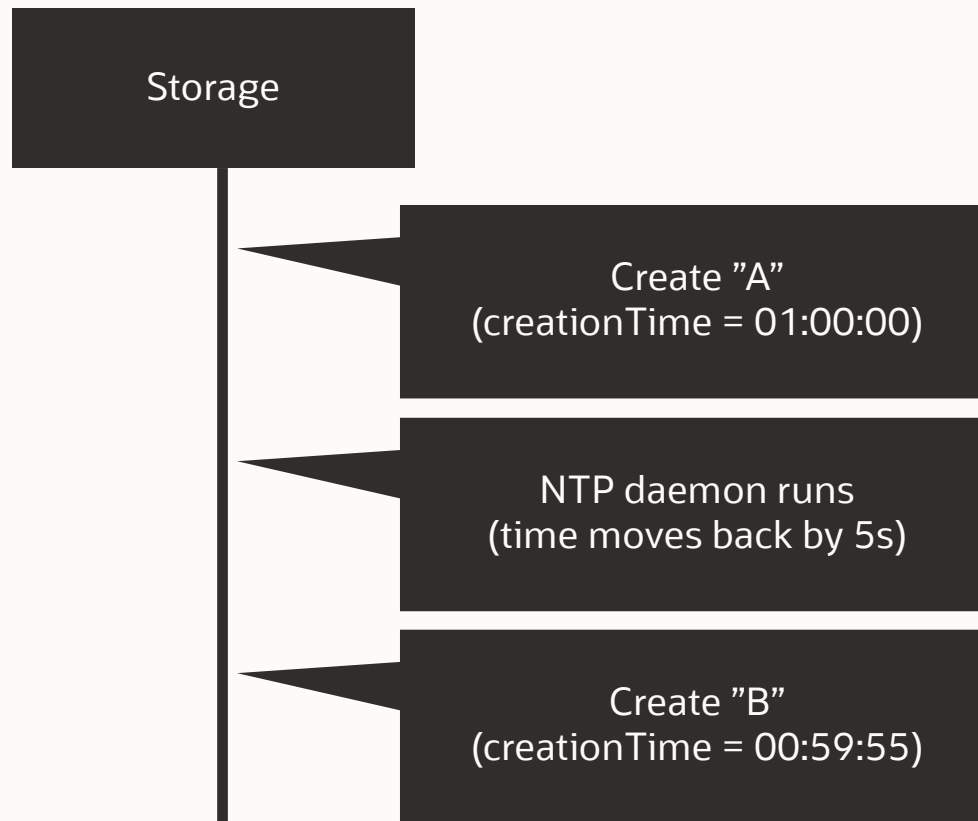 Storage
Create ”A”
(creationTime = 01:00:00)
NTP daemon runs
(time moves back by 5s)
Create ”B”
(creationTime = 00:59:55)